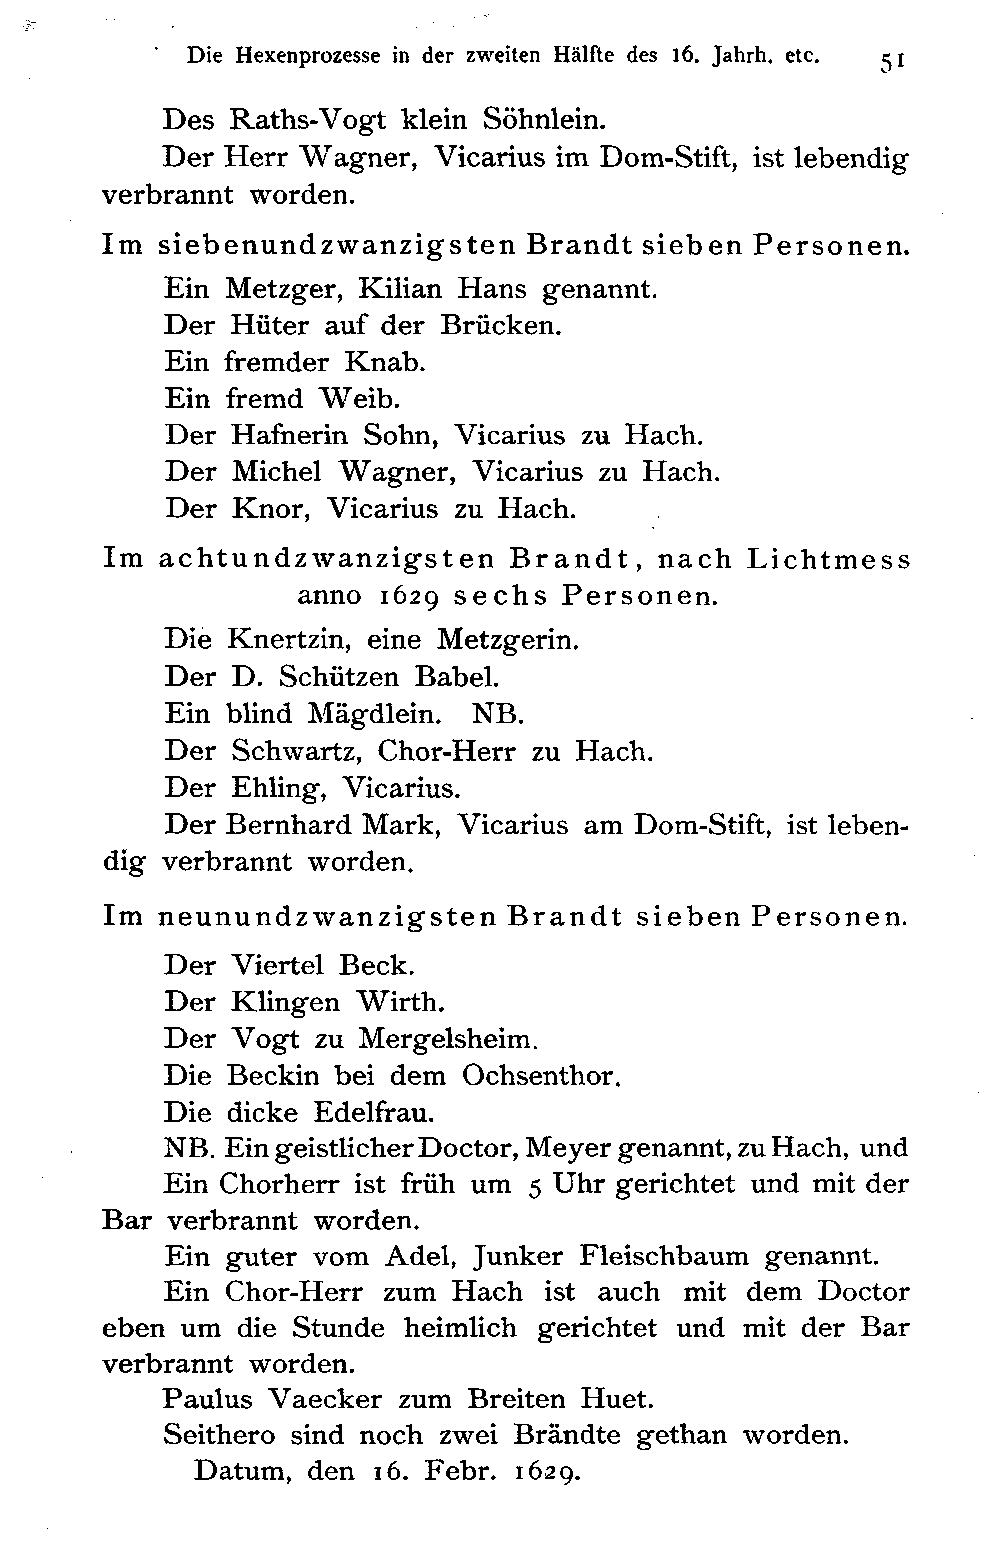 Die Hexenprozesse in der zweiten Hälfte des 16. Jahrh. etc. 51
Des Raths-Vogt klein Söhnlein.
Der Herr Wagner, Vicarius im Dom-Stift, ist lebendig
verbrannt worden.
Im siebenundzwanzigsten Brandt sieben Personen.
Ein Metzger, Kilian Hans genannt.
Der Hüter auf der Brücken.
Ein fremder Knab.
Ein fremd Weib.
Der Hafnerin Sohn, Vicarius zu Hach.
Der Michel Wagner, Vicarius zu Hach.
Der Knor, Vicarius zu Hach.
Im achtundzwanzigsten Brandt, nach Lichtmess
anno 1629 sechs Personen.
Die Knertzin, eine Metzgerin.
Der D. Schützen Babel.
Ein blind Mägdlein. NB.
Der Schwartz, Chor-Herr zu Hach.
Der Ehling, Vicarius.
Der Bernhard Mark, Vicarius am Dom-Stift, ist leben-
dig verbrannt worden.
Im neunundzwanzigsten Brandt sieben Personen.
Der Viertel Beck.
Der Klingen Wirth.
Der Vogt zu Mergelsheim.
Die Beckin bei dem Ochsenthor.
Die dicke Edelfrau.
NB. Ein geistlicher Doctor, Meyer genannt, zu Hach, und
Ein Chorherr ist früh um 5 Uhr gerichtet und mit der
Bar verbrannt worden.
Ein guter vom Adel, Junker Fleischbaum genannt.
Ein Chor-Herr zum Hach ist auch mit dem Doctor
eben um die Stunde heimlich gerichtet und mit der Bar
verbrannt worden.
Paulus Vaecker zum Breiten Huet.
Seithero sind noch zwei Brändte gethan worden.
Datum, den 16. Febr. 1629.